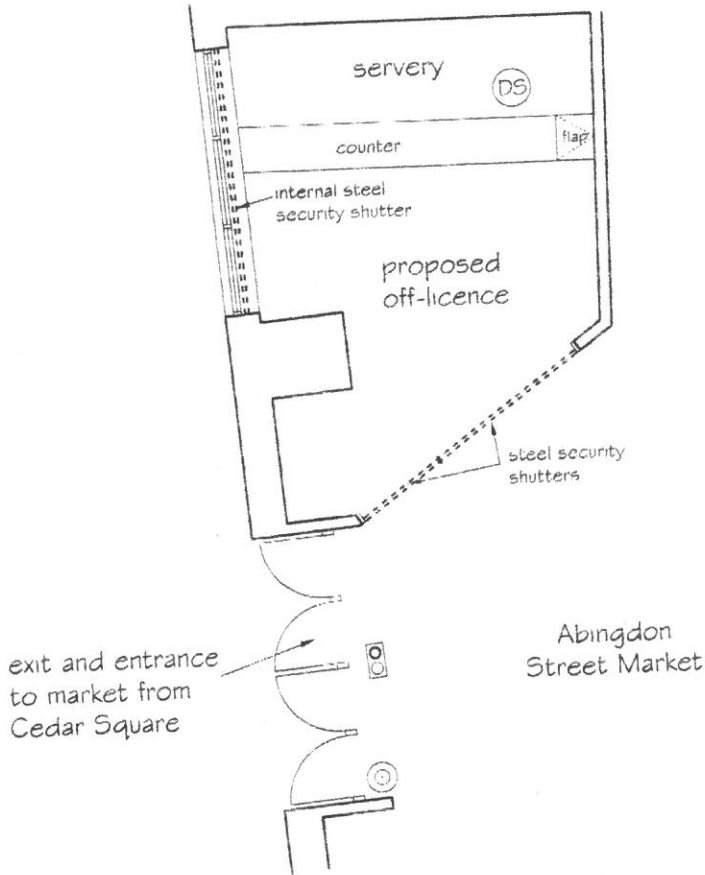 servery
DS
counter
flap
internal steel
security shutter
proposed
off-licence
steel security
shutters
Abingdon
Street Market
exit and entrance
to market from
Cedar Square